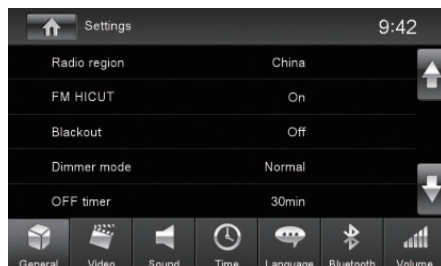 Settings 9:42
Radio region China
FM HICUT On
Blackout Off
Dimmer mode Normal
OFF timer 30min
General Video Sound Time Language Bluetooth Volume